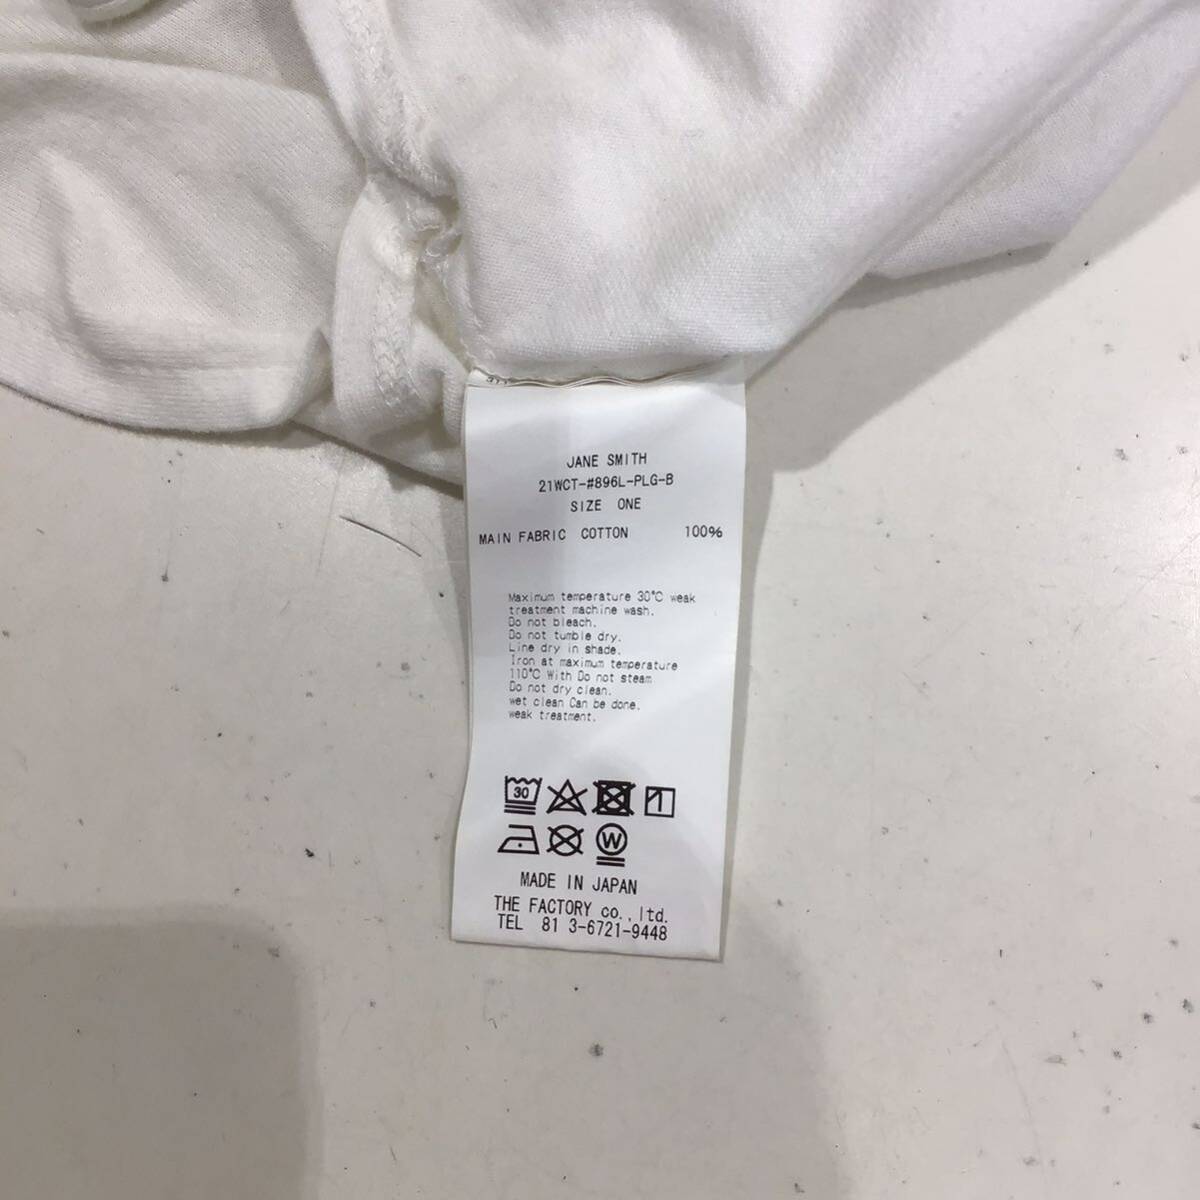 JANE SMITH
21WCT-#896L-PLG-B
SIZE ONE
MAIN FABRIC COTTON 100%
Maximum temperature 30°C weak
treatment machine wash.
Do not bleach.
Do not tumble dry.
Line dry in shade.
Iron at maximum temperature
110°C With Do not steam
Do not dry clean.
wet clean Can be done.
weak treatment.
30
W
MADE IN JAPAN
THE FACTORY co.,ltd.
TEL 81 3-6721-9448